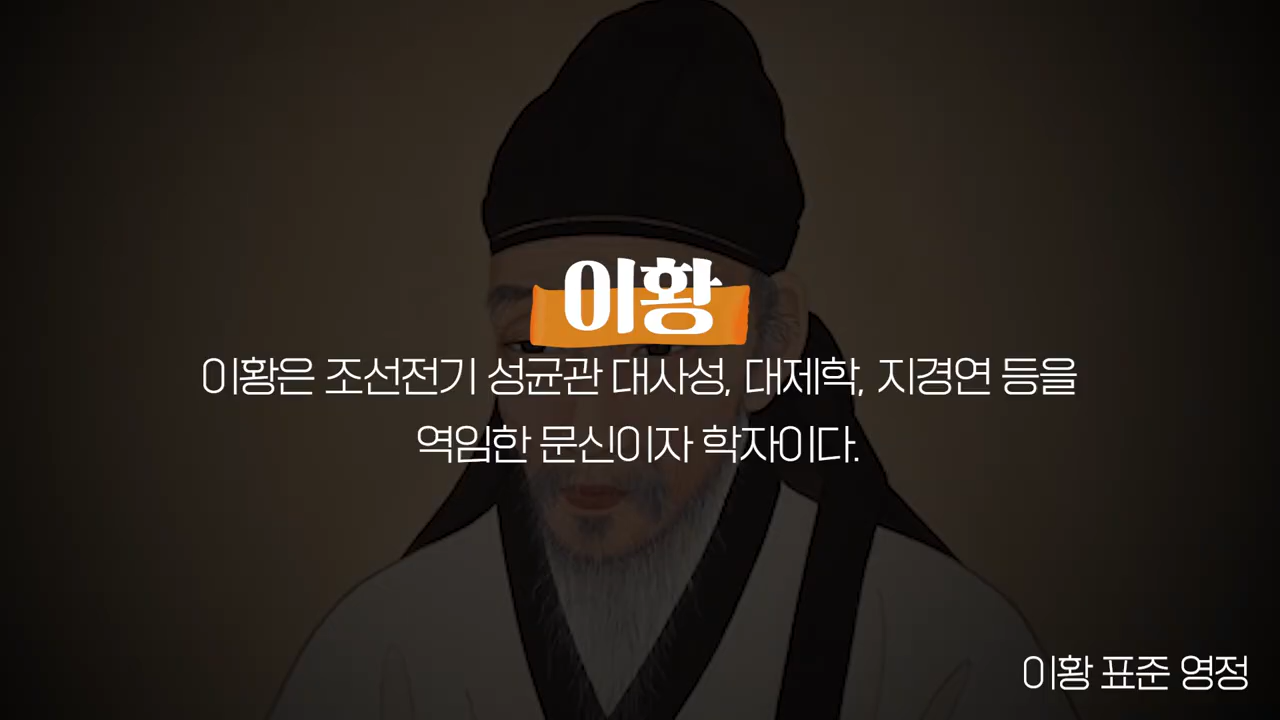 이황
이황은 조선전기 성균관 대사성, 대제학, 지경연 등을
역임한 문신이자 학자이다.
이황 표준 영정